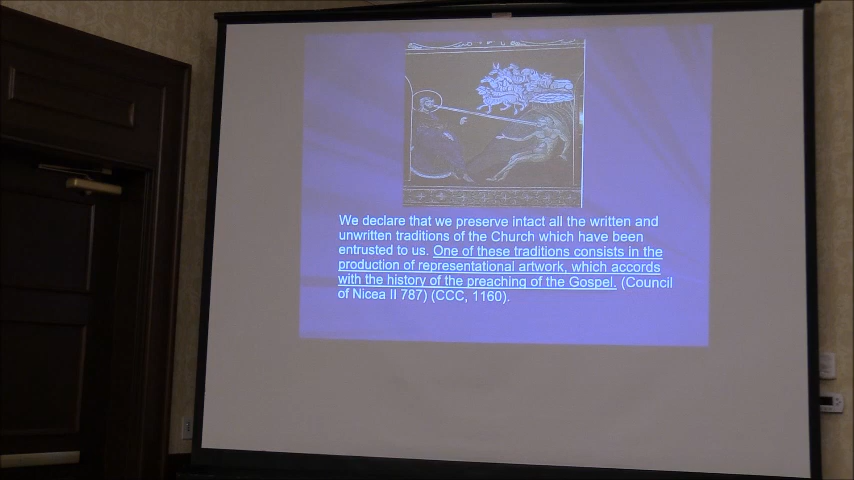 We declare that we preserve intact all the written and
unwritten traditions of the Church which have been
entrusted to us. One of these traditions consists in the
production of representational artwork, which accords
with the history of the preaching of the Gospel. (Council
of Nicea II 787) (CCC, 1160).